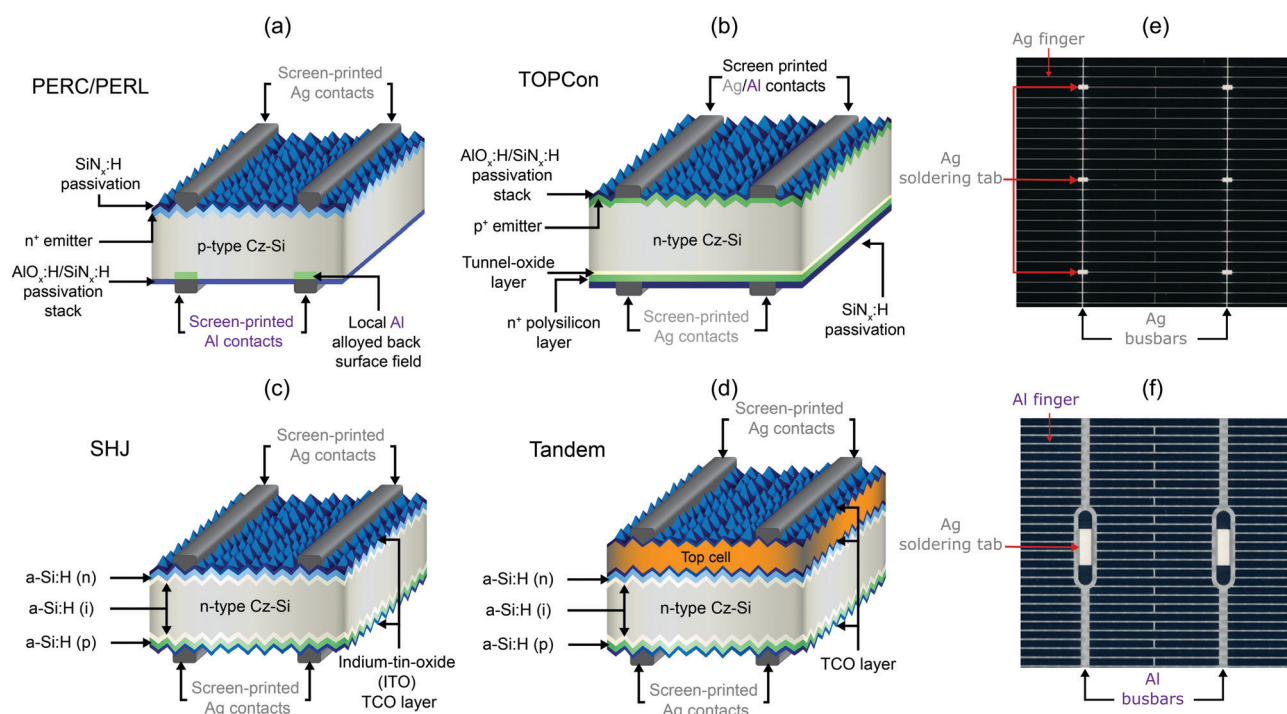 (a)
PERC/PERL
Screen-printed
Ag contacts
SiNx:H
passivation
n+ emitter
p-type Cz-Si
AlOx:H/SiNx:H
passivation
stack
Screen-printed
Al contacts
Local Al
alloyed back
surface field
(b)
TOPCon
Screen printed
Ag/Al contacts
AlOx:H/SiNx:H
passivation
stack
p+ emitter
n-type Cz-Si
Tunnel-oxide
layer
n+ polysilicon
layer
Screen-printed
Ag contacts
SiNx:H
passivation
(e)
Ag finger
Ag
soldering tab
Ag
busbars
(c)
SHJ
Screen-printed
Ag contacts
a-Si:H (n)
a-Si:H (i)
a-Si:H (p)
n-type Cz-Si
Screen-printed
Ag contacts
Indium-tin-oxide
(ITO)
TCO layer
(d)
Tandem
Screen-printed
Ag contacts
Top cell
a-Si:H (n)
a-Si:H (i)
a-Si:H (p)
n-type Cz-Si
Screen-printed
Ag contacts
TCO layer
(f)
Al finger
Ag
soldering tab
Al
busbars